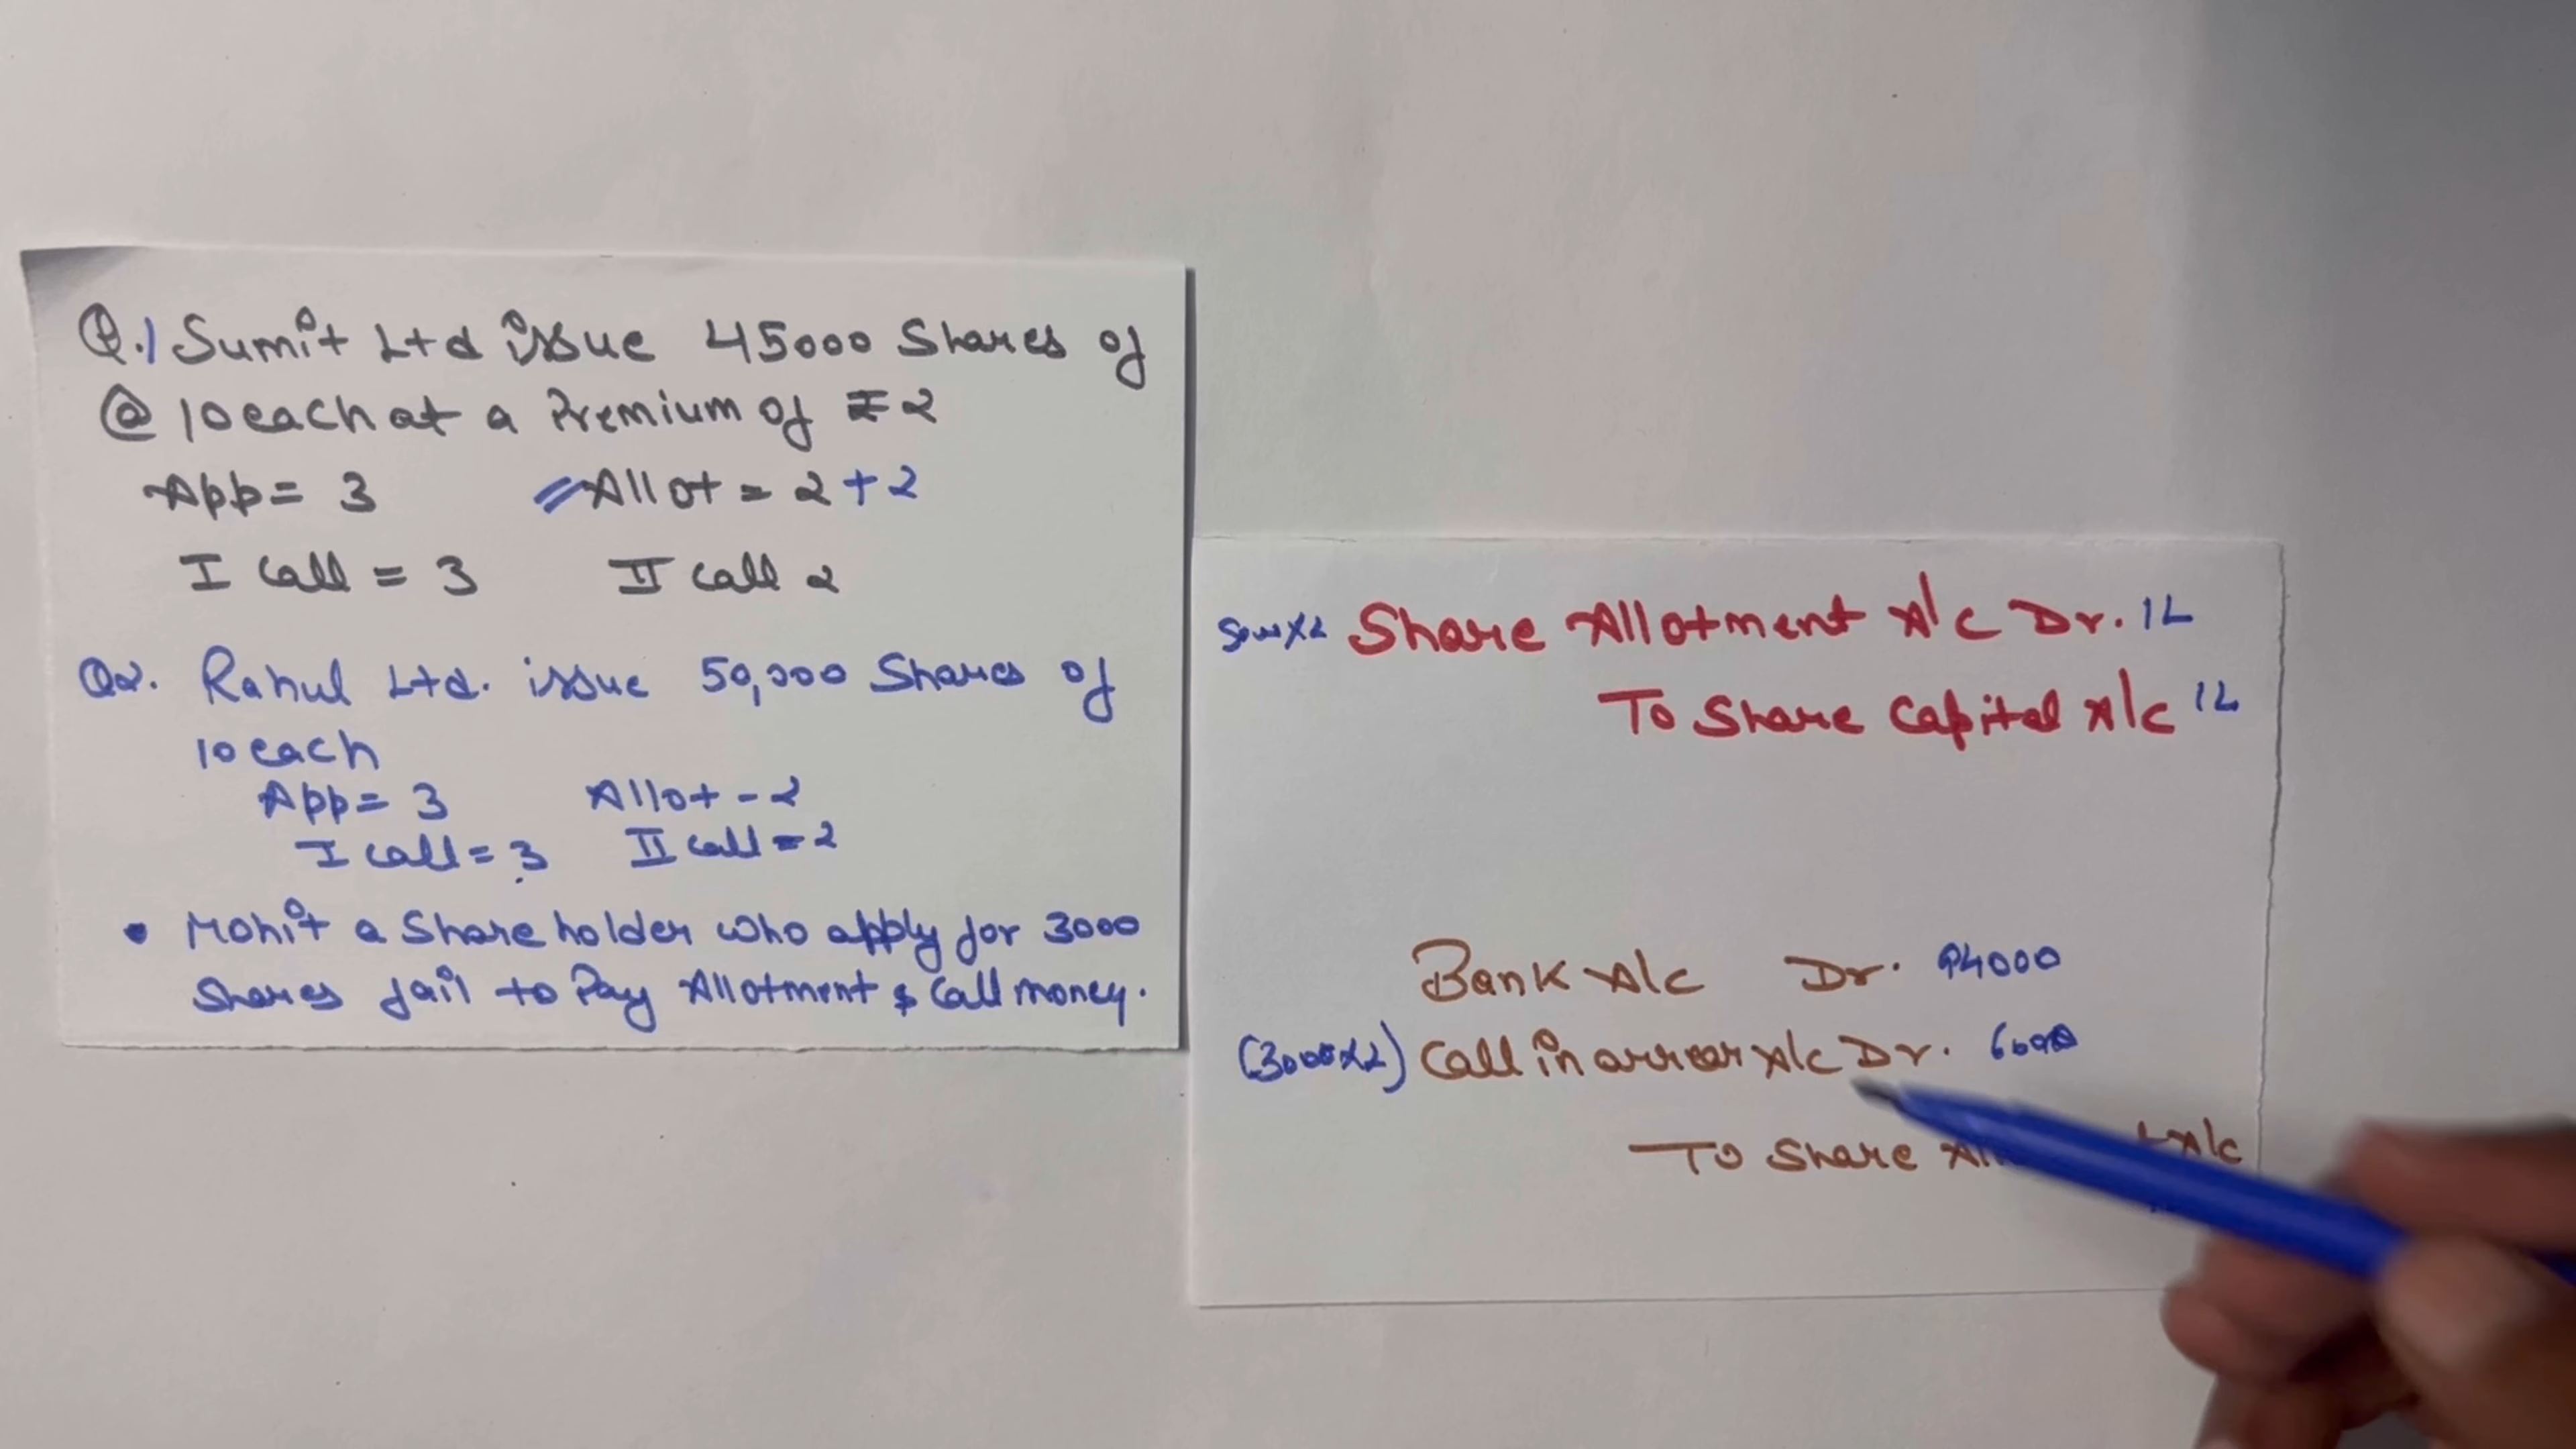 Q.1 Sumit Ltd issue 45000 Shares of
@ 10 each at a Premium of ₹ 2
App = 3 Allot = 2 + 2
I Call = 3 II Call 2
Q2. Rahul Ltd. issue 50,000 Shares of
10 each
App = 3 Allot - 2
I Call = 3 II Call = 2
• Mohit a Share holder who apply for 3000
Shares fail to Pay Allotment & Call money.
Share Allotment A/c Dr. 1L
To Share Capital A/c 1L
Bank A/c Dr. 94000
(3000x2) Call in arrear A/c Dr. 6000
To Share A/c